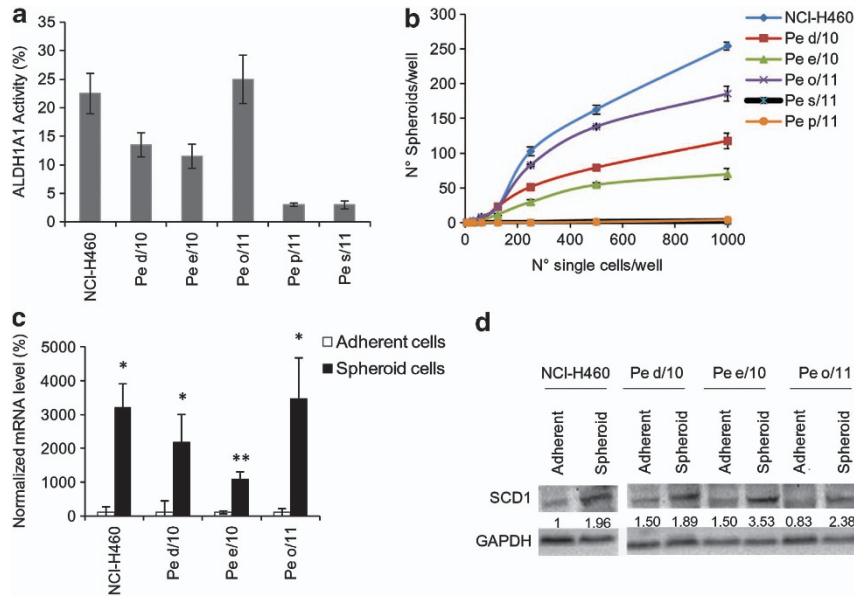 a
ALDH1A1 Activity (%)
40
35
30
25
20
15
10
5
0
NCI-H460
Pe d/10
Pe e/10
Pe o/11
Pe p/11
Pe s/11
b
N° Spheroids/well
300
250
200
150
100
50
0
0 200 400 600 800 1000
N° single cells/well
NCI-H460
Pe d/10
Pe e/10
Pe o/11
Pe s/11
Pe p/11
c
Normalized mRNA level (%)
5000
4000
3000
2000
1000
0
* * ** *
NCI-H460
Pe d/10
Pe e/10
Pe o/11
Adherent cells
Spheroid cells
d
NCI-H460 Pe d/10 Pe e/10 Pe o/11
Adherent Spheroid Adherent Spheroid Adherent Spheroid Adherent Spheroid
SCD1
1 1.96 1.50 1.89 1.50 3.53 0.83 2.38
GAPDH